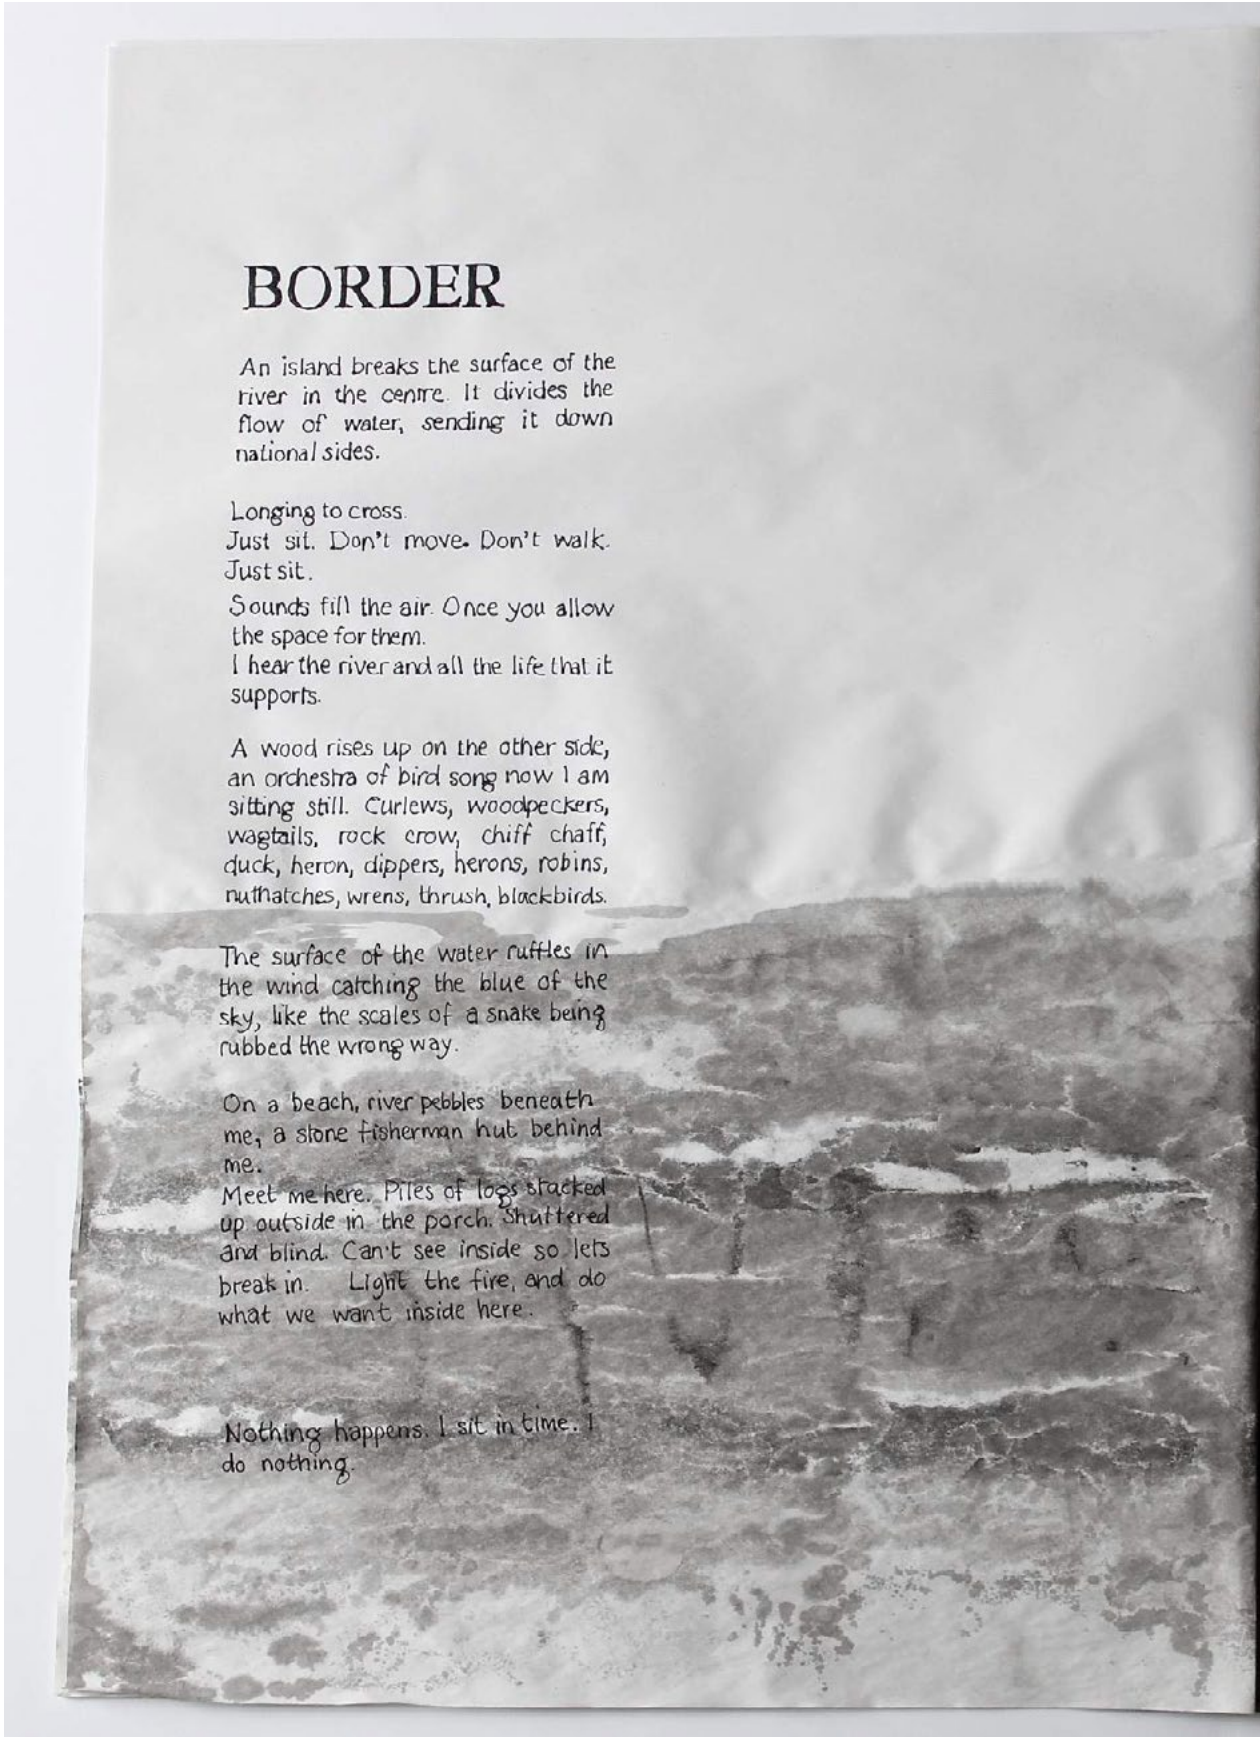 BORDER
An island breaks the surface of the
river in the centre. It divides the
flow of water, sending it down
national sides.
Longing to cross.
Just sit. Don't move. Don't walk.
Just sit.
Sounds fill the air. Once you allow
the space for them.
I hear the river and all the life that it
supports.
A wood rises up on the other side,
an orchestra of bird song now I am
sitting still. Curlews, woodpeckers,
wagtails, rock crow, chiff chaff,
duck, heron, dippers, herons, robins,
nuthatches, wrens, thrush, blackbirds.
The surface of the water ruffles in
the wind catching the blue of the
sky, like the scales of a snake being
rubbed the wrong way.
On a beach, river pebbles beneath
me, a stone fisherman hut behind
me.
Meet me here. Piles of logs stacked
up outside in the porch. Shuttered
and blind. Can't see inside so lets
break in. Light the fire, and do
what we want inside here.
Nothing happens. I sit in time. I
do nothing.